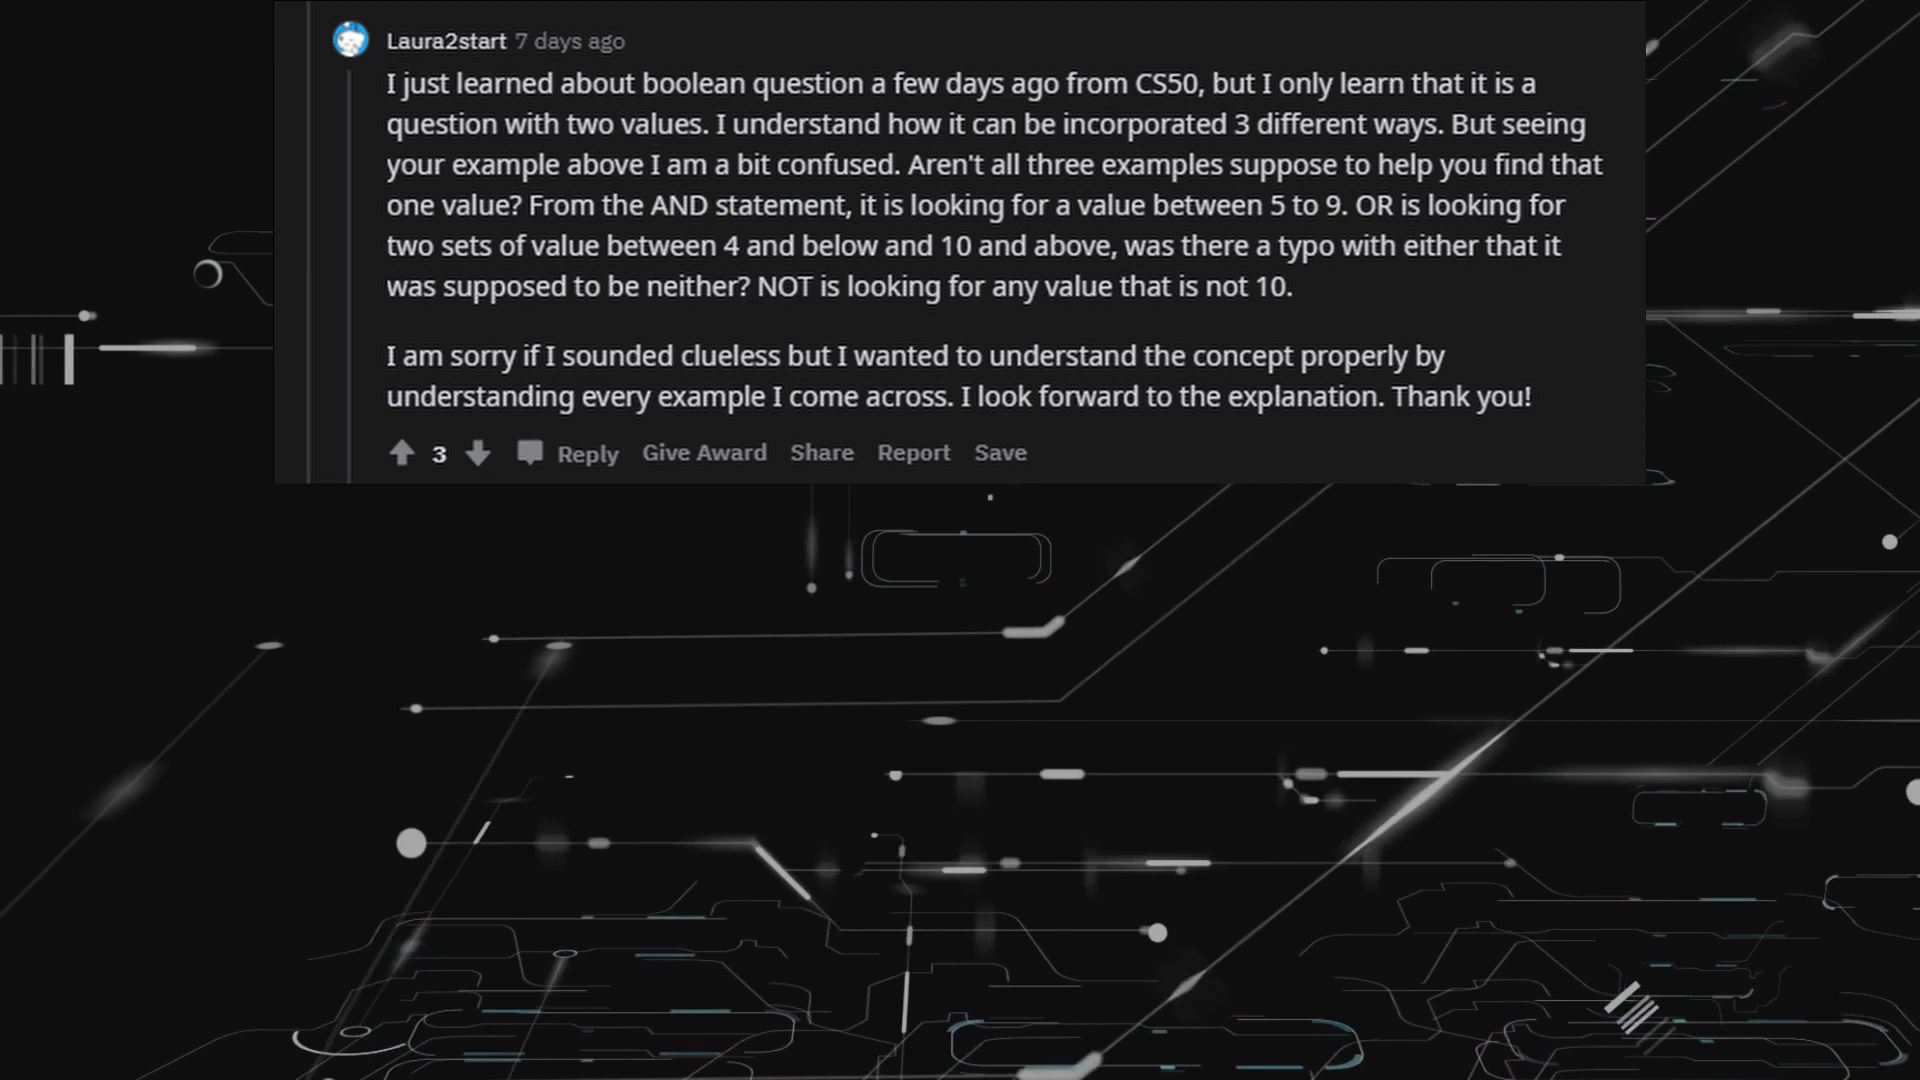 Laura2start 7 days ago
I just learned about boolean question a few days ago from CS50, but I only learn that it is a
question with two values. I understand how it can be incorporated 3 different ways. But seeing
your example above I am a bit confused. Aren't all three examples suppose to help you find that
one value? From the AND statement, it is looking for a value between 5 to 9. OR is looking for
two sets of value between 4 and below and 10 and above, was there a typo with either that it
was supposed to be neither? NOT is looking for any value that is not 10.
I am sorry if I sounded clueless but I wanted to understand the concept properly by
understanding every example I come across. I look forward to the explanation. Thank you!
3 Reply Give Award Share Report Save